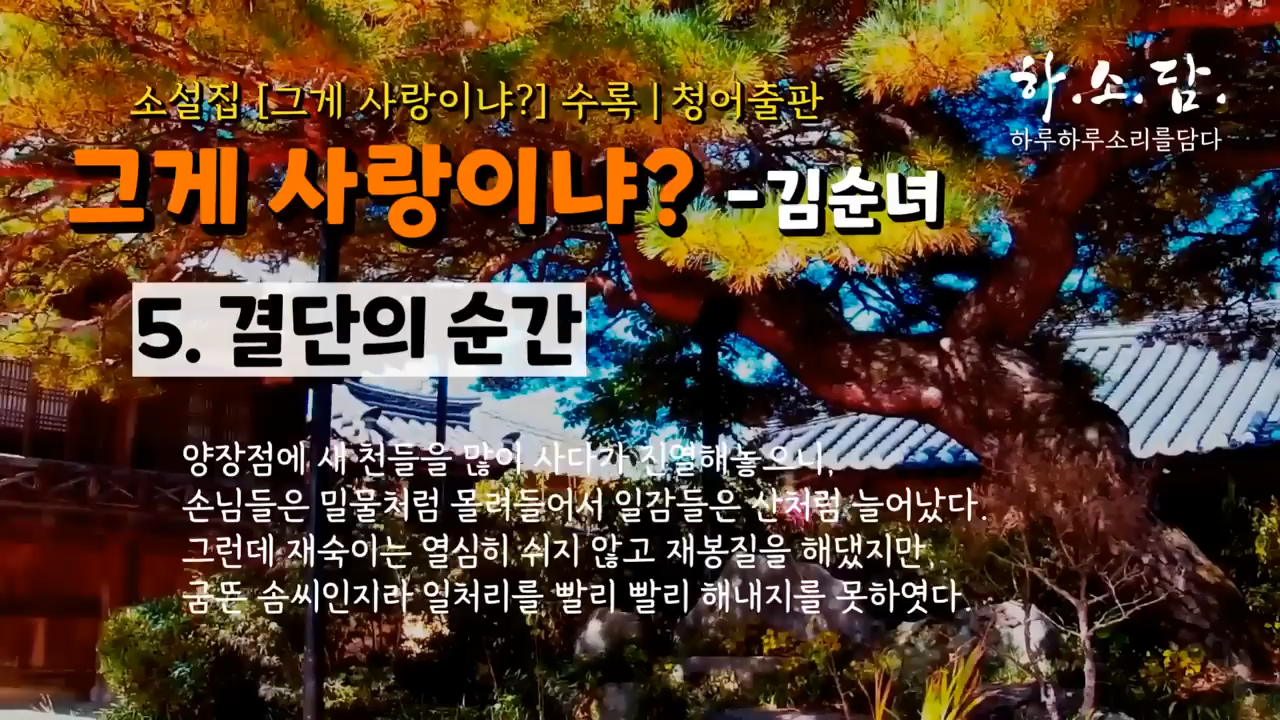 소설집 [그게 사랑이냐?] 수록 | 청어출판
하.소.담.
하루하루소리를담다
그게 사랑이냐? -김순녀
5. 결단의 순간
양장점에 새 천들을 많이 사다가 진열해놓으니,
손님들은 밀물처럼 몰려들어서 일감들은 산처럼 늘어났다.
그런데 재숙이는 열심히 쉬지 않고 재봉질을 해댔지만,
굼뜬 솜씨인지라 일처리를 빨리 빨리 해내지를 못하엿다.